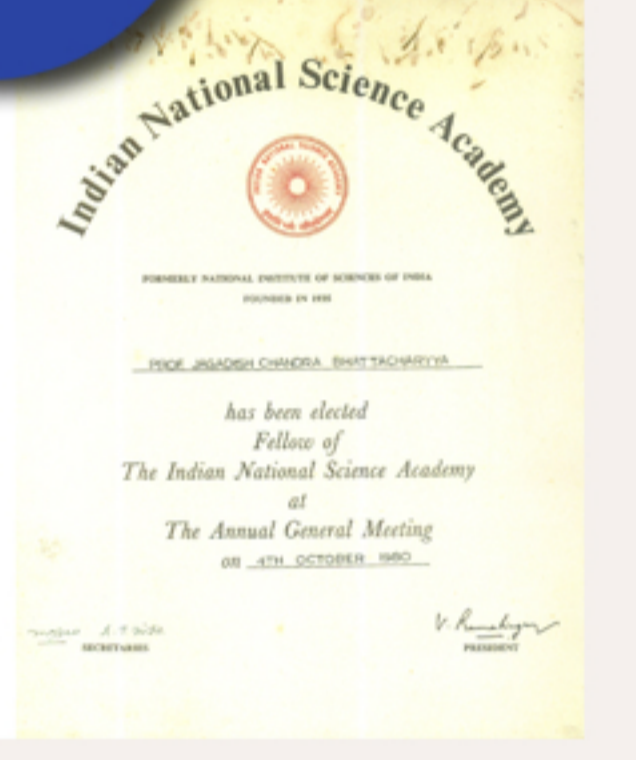 Indian National Science Academy
FORMERLY NATIONAL INSTITUTE OF SCIENCES OF INDIA
FOUNDED IN 1935
PROF JAGADISH CHANDRA BHATTACHARYYA
has been elected
Fellow of
The Indian National Science Academy
at
The Annual General Meeting
on 4TH OCTOBER 1980
SECRETARIES
PRESIDENT